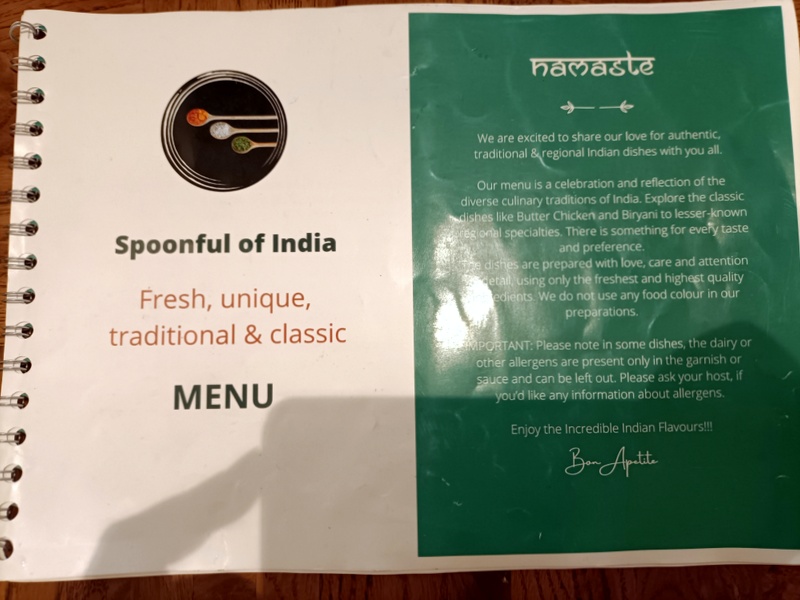 Spoonful of India
Fresh, unique,
traditional & classic
MENU
namaste
We are excited to share our love for authentic,
traditional & regional Indian dishes with you all.
Our menu is a celebration and reflection of the
diverse culinary traditions of India. Explore the classic
dishes like Butter Chicken and Biryani to lesser-known
regional specialties. There is something for every taste
and preference.
dishes are prepared with love, care and attention
detail, using only the freshest and highest quality
We do not use any food colour in our
preparations.
IMPORTANT: Please note in some dishes, the dairy or
other allergens are present only in the garnish or
sauce and can be left out. Please ask your host, if
you'd like any information about allergens.
Enjoy the Incredible Indian Flavours!!!
Bon Apetite